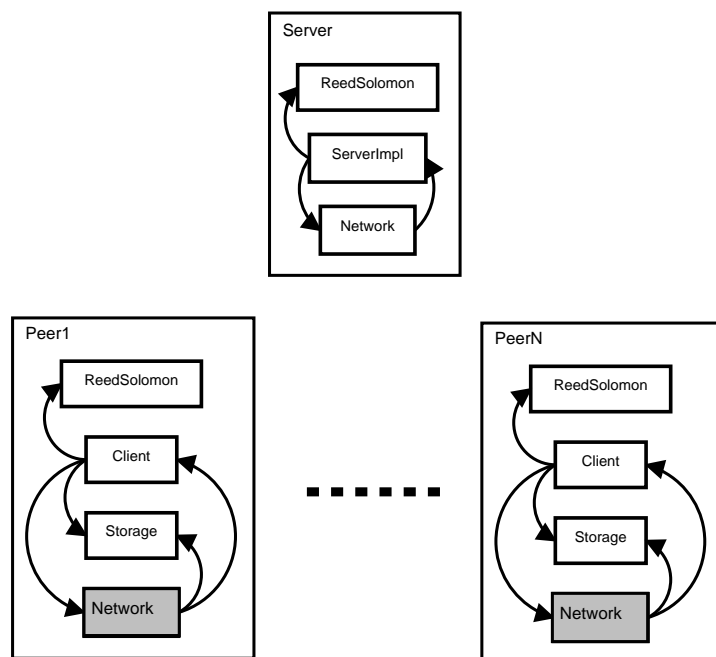 Server
ReedSolomon
ServerImpl
Network
Peer1
ReedSolomon
Client
Storage
Network
PeerN
ReedSolomon
Client
Storage
Network